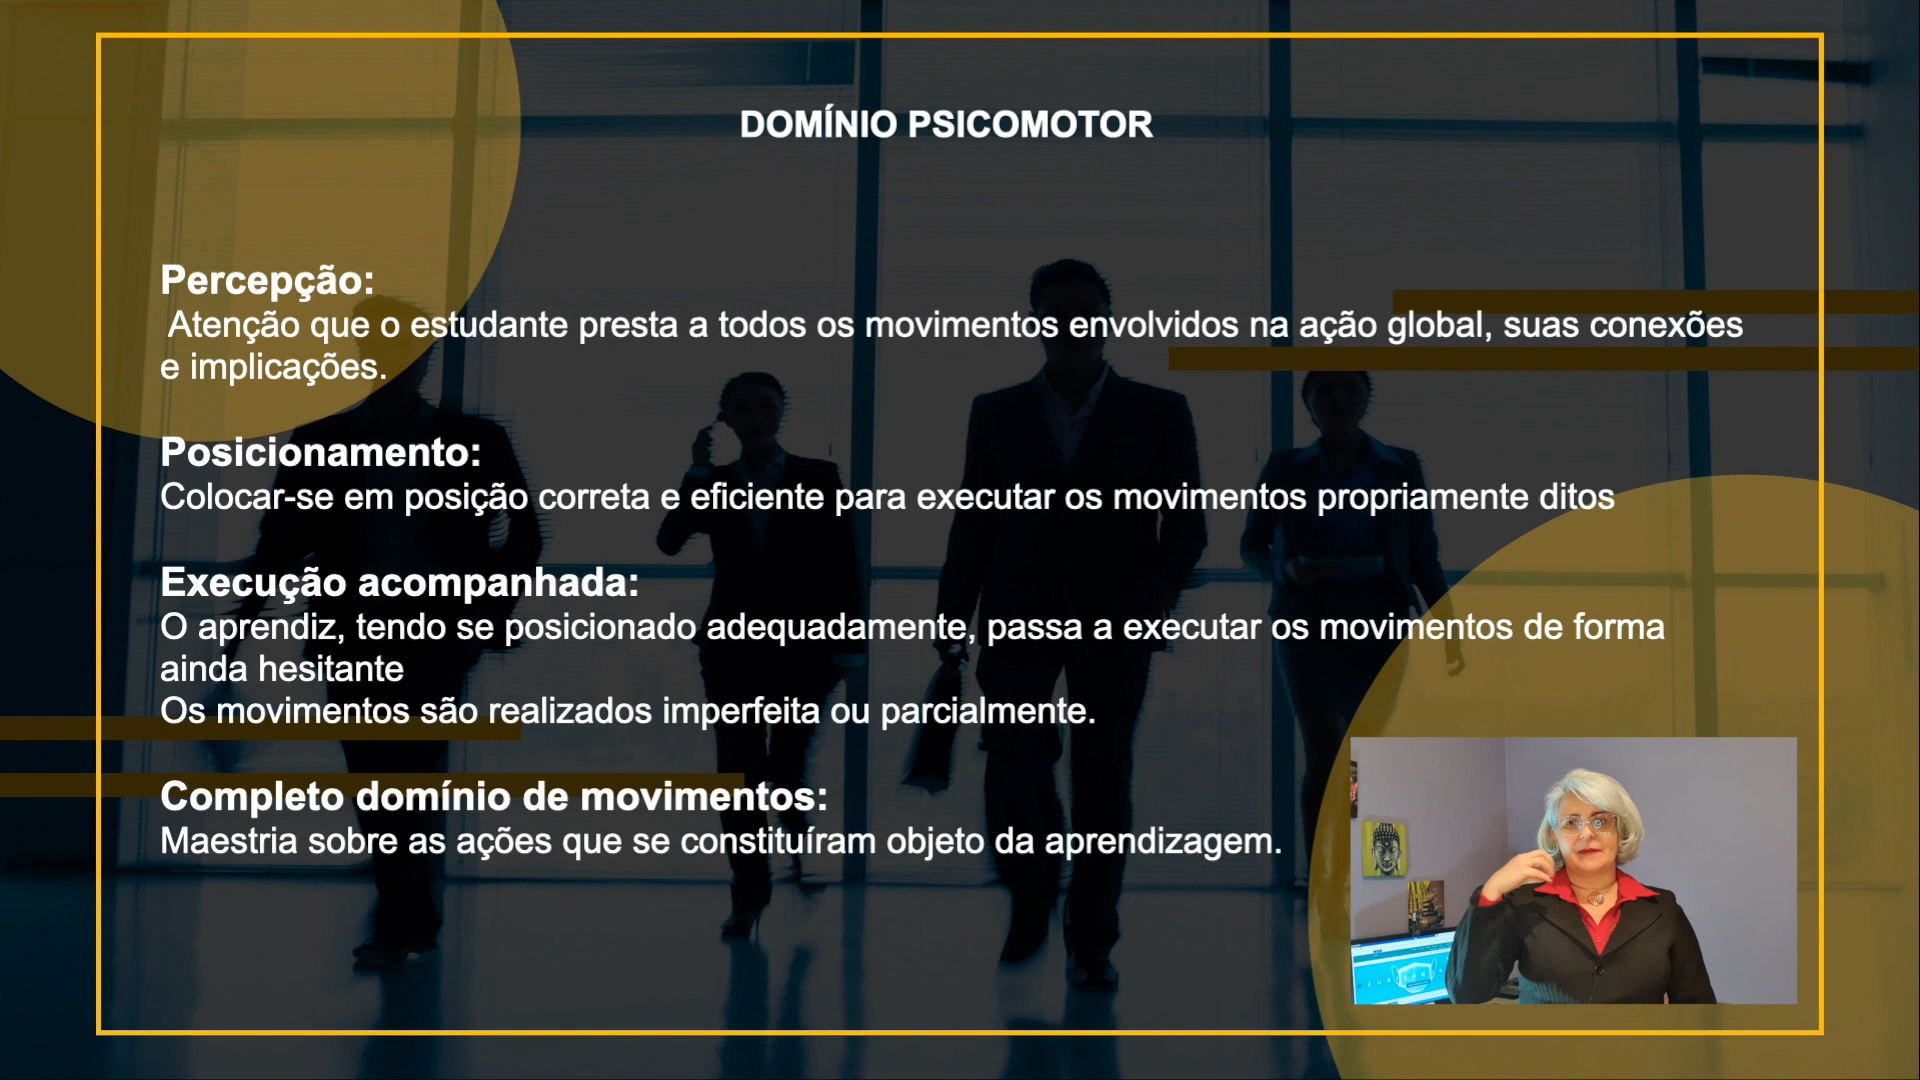 DOMÍNIO PSICOMOTOR
Percepção:
Atenção que o estudante presta a todos os movimentos envolvidos na ação global, suas conexões
e implicações.
Posicionamento:
Colocar-se em posição correta e eficiente para executar os movimentos propriamente ditos
Execução acompanhada:
O aprendiz, tendo se posicionado adequadamente, passa a executar os movimentos de forma
ainda hesitante
Os movimentos são realizados imperfeita ou parcialmente.
Completo domínio de movimentos:
Maestria sobre as ações que se constituíram objeto da aprendizagem.